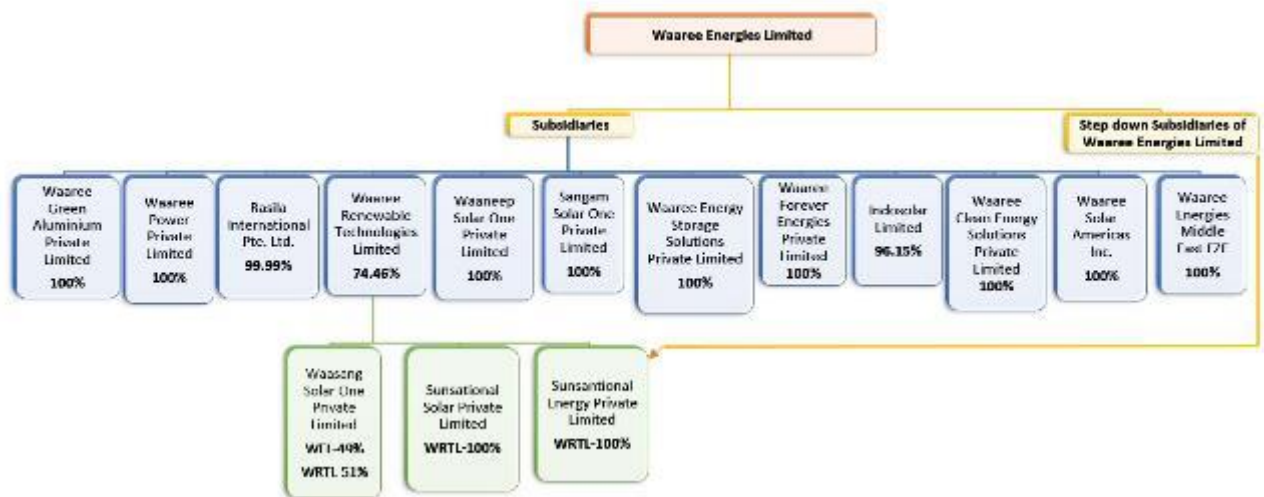 Waaree Energies Limited
Subsidiaries
Step down Subsidiaries of
Waaree Energies Limited
Waaree
Green
Aluminium
Private
Limited
100%
Waaree
Power
Private
Limited
100%
Rasila
International
Pte. Ltd.
99.99%
Waaree
Renewable
Technologies
Limited
74.46%
Waaneep
Solar One
Private
Limited
100%
Sangam
Solar One
Private
Limited
100%
Waaree Energy
Storage
Solutions
Private Limited
100%
Waaree
Forever
Energies
Private
Limited
100%
Indosolar
Limited
96.15%
Waaree
Clean Energy
Solutions
Private
Limited
100%
Waaree
Solar
Americas
Inc.
100%
Waaree
Energies
Middle
East FZE
100%
Waasang
Solar One
Private
Limited
WEL-49%
WRTL 51%
Sunsational
Solar Private
Limited
WRTL-100%
Sunsantional
Energy Private
Limited
WRTL-100%